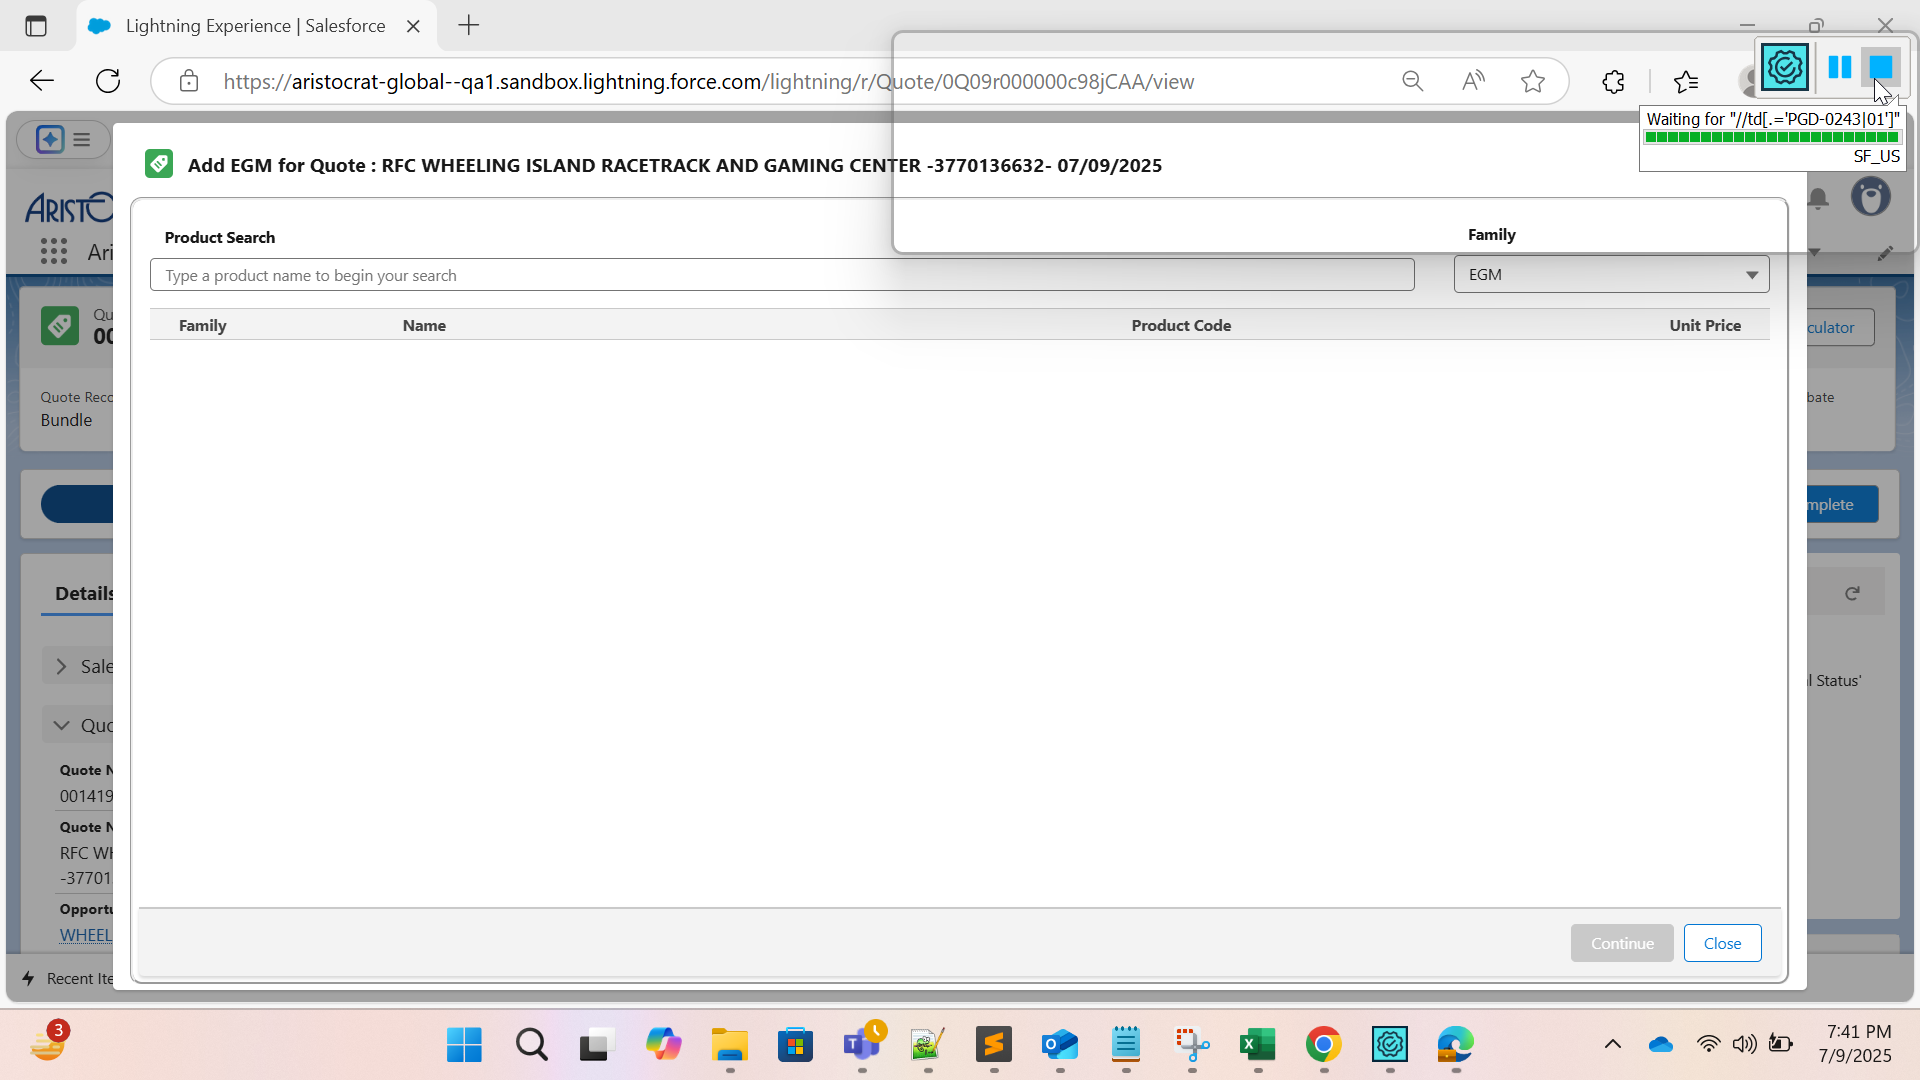 Lightning Experience | Salesforce
https://aristocrat-global--qa1.sandbox.lightning.force.com/lightning/r/Quote/0Q09r000000c98jCAA/view
Waiting for "//td[.='PGD-0243|01']"
SF_US
Add EGM for Quote : RFC WHEELING ISLAND RACETRACK AND GAMING CENTER -3770136632- 07/09/2025
ARISTO
Ari
Product Search
Family
Type a product name to begin your search
EGM
Family
Name
Product Code
Unit Price
Qu
00
culator
Quote Reco
Bundle
bate
mplete
Details
Sale
l Status'
Quo
Quote N
001419
Quote N
RFC WH
-37701
Opportu
WHEEL
Continue
Close
Recent Ite
3
7:41 PM
7/9/2025